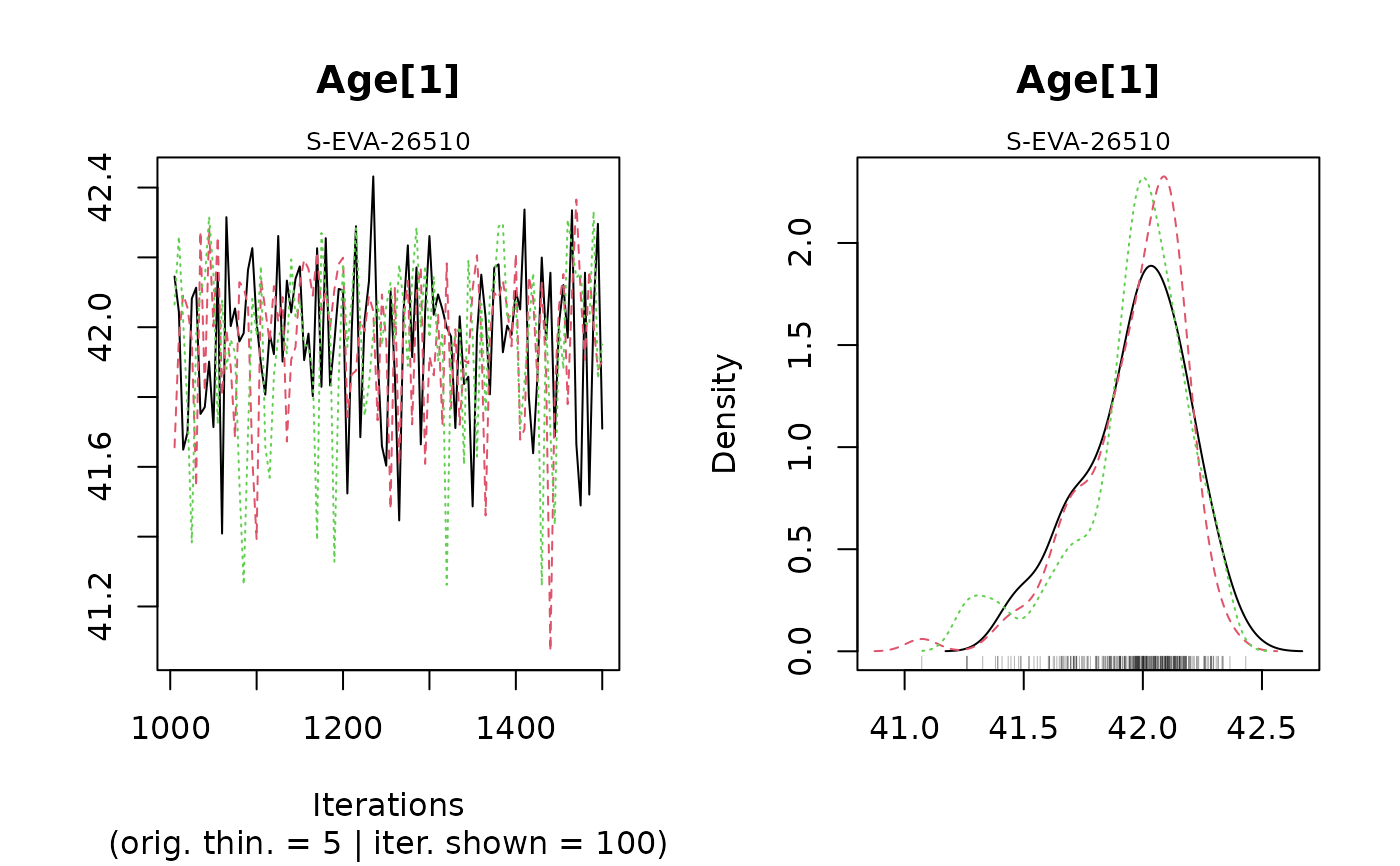 Age[1]
S-EVA-26510
42.4
42.0
41.6
41.2
1000
1200
1400
Iterations
(orig. thin. = 5 | iter. shown = 100)
Age[1]
S-EVA-26510
Density
2.0
1.5
1.0
0.5
0.0
41.0
41.5
42.0
42.5